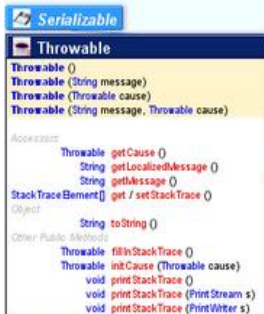 Serializable
Throwable
Throwable ()
Throwable (String message)
Throwable (Throwable cause)
Throwable (String message, Throwable cause)
Accessors
Throwable getCause ()
String getLocalizedMessage ()
String getMessage ()
StackTraceElement[] get / setStackTrace ()
Object
String toString ()
Other Public Methods
Throwable fillInStackTrace ()
Throwable initCause (Throwable cause)
void printStackTrace ()
void printStackTrace (PrintStream s)
void printStackTrace (PrintWriter s)